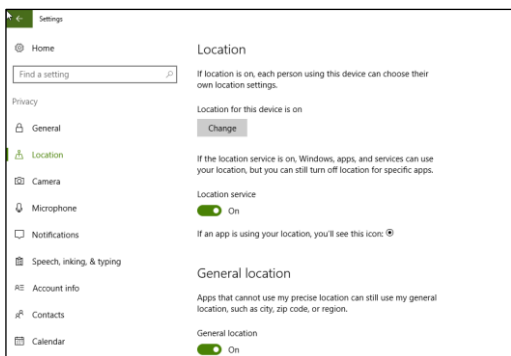 Settings
Home
Find a setting
Privacy
General
Location
Camera
Microphone
Notifications
Speech, inking, & typing
Account info
Contacts
Calendar
Location
If location is on, each person using this device can choose their
own location settings.
Location for this device is on
Change
If the location service is on, Windows, apps, and services can use
your location, but you can still turn off location for specific apps.
Location service
On
If an app is using your location, you'll see this icon:
General location
Apps that cannot use my precise location can still use my general
location, such as city, zip code, or region.
General location
On